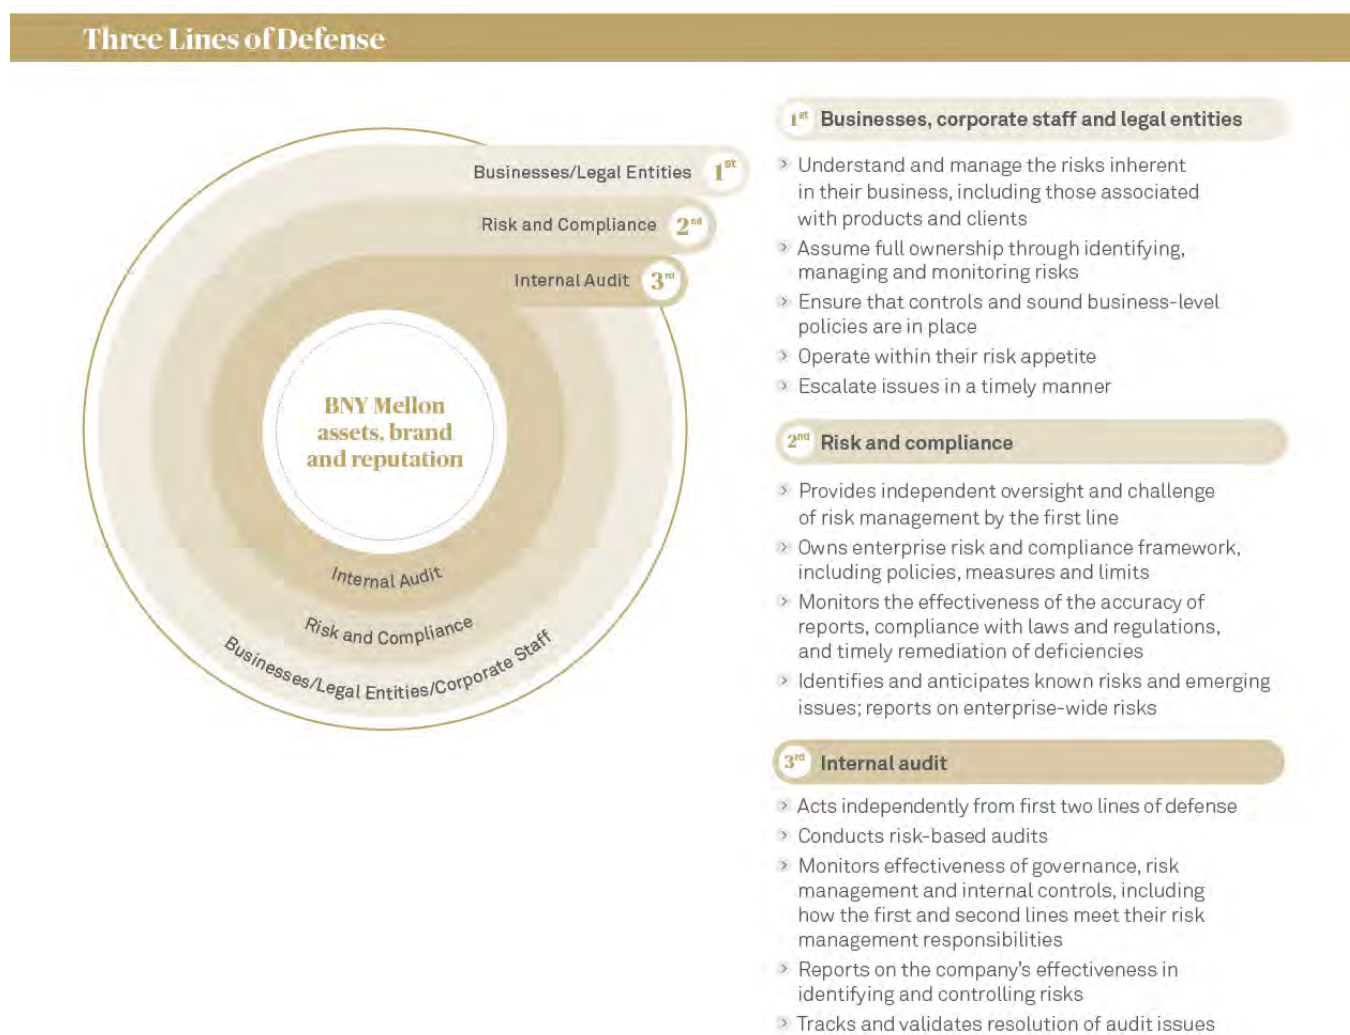 Three Lines of Defense
Businesses/Legal Entities 1st
Risk and Compliance 2nd
Internal Audit 3rd
BNY Mellon
assets, brand
and reputation
Internal Audit
Risk and Compliance
Businesses/Legal Entities/Corporate Staff
1st Businesses, corporate staff and legal entities
> Understand and manage the risks inherent
in their business, including those associated
with products and clients
> Assume full ownership through identifying,
managing and monitoring risks
> Ensure that controls and sound business-level
policies are in place
> Operate within their risk appetite
> Escalate issues in a timely manner
2nd Risk and compliance
> Provides independent oversight and challenge
of risk management by the first line
> Owns enterprise risk and compliance framework,
including policies, measures and limits
> Monitors the effectiveness of the accuracy of
reports, compliance with laws and regulations,
and timely remediation of deficiencies
> Identifies and anticipates known risks and emerging
issues; reports on enterprise-wide risks
3rd Internal audit
> Acts independently from first two lines of defense
> Conducts risk-based audits
> Monitors effectiveness of governance, risk
management and internal controls, including
how the first and second lines meet their risk
management responsibilities
> Reports on the company's effectiveness in
identifying and controlling risks
> Tracks and validates resolution of audit issues